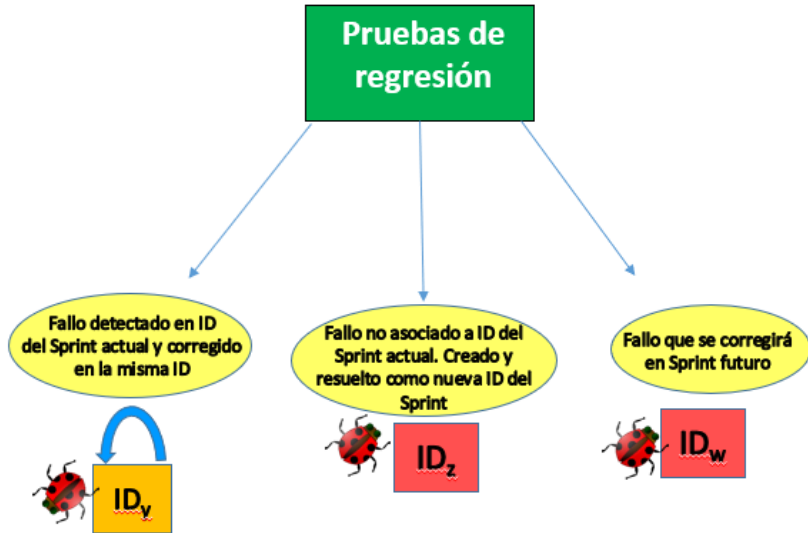 Pruebas de
regresión
Fallo detectado en ID
del Sprint actual y corregido
en la misma ID
Fallo no asociado a ID del
Sprint actual. Creado y
resuelto como nueva ID del
Sprint
Fallo que se corregirá
en Sprint futuro
IDy
IDz
IDw